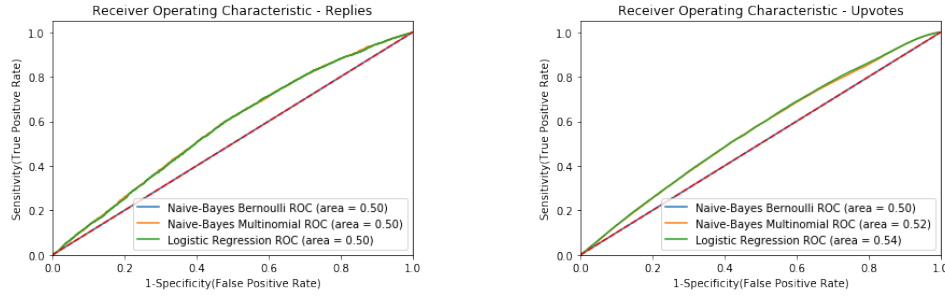 Receiver Operating Characteristic - Replies
1.0
0.8
0.6
0.4
0.2
0.0
Sensitivity(True Positive Rate)
Naive-Bayes Bernoulli ROC (area = 0.50)
Naive-Bayes Multinomial ROC (area = 0.50)
Logistic Regression ROC (area = 0.50)
0.0 0.2 0.4 0.6 0.8 1.0
1-Specificity(False Positive Rate)
Receiver Operating Characteristic - Upvotes
1.0
0.8
0.6
0.4
0.2
0.0
Sensitivity(True Positive Rate)
Naive-Bayes Bernoulli ROC (area = 0.50)
Naive-Bayes Multinomial ROC (area = 0.52)
Logistic Regression ROC (area = 0.54)
0.0 0.2 0.4 0.6 0.8 1.0
1-Specificity(False Positive Rate)